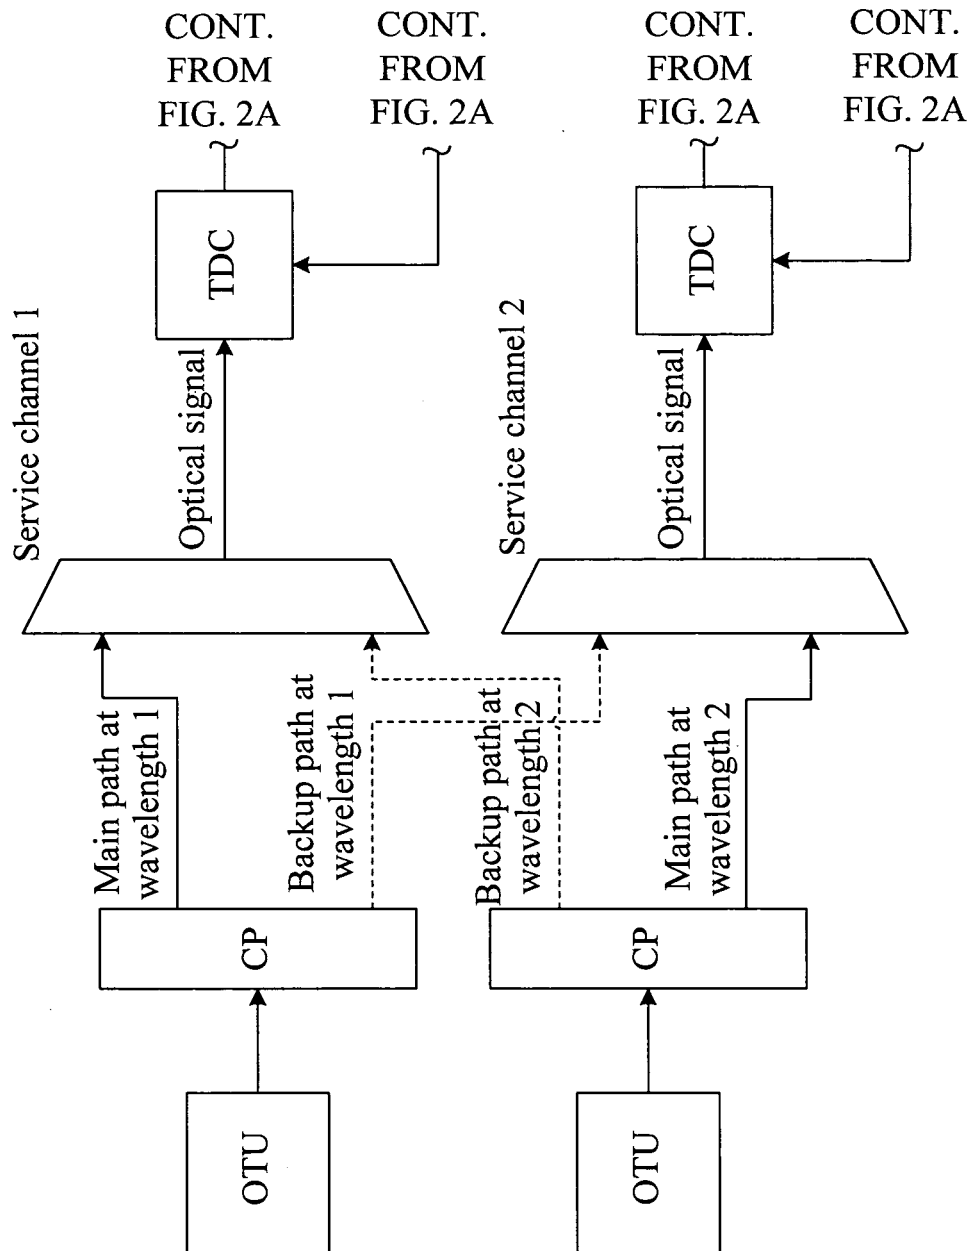 CONT.
FROM
FIG. 2A
CONT.
FROM
FIG. 2A
CONT.
FROM
FIG. 2A
CONT.
FROM
FIG. 2A
TDC
TDC
Service channel 1
Optical signal
Service channel 2
Optical signal
Main path at
wavelength 1
Backup path at
wavelength 1
Backup path at
wavelength 2
Main path at
wavelength 2
CP
CP
OTU
OTU